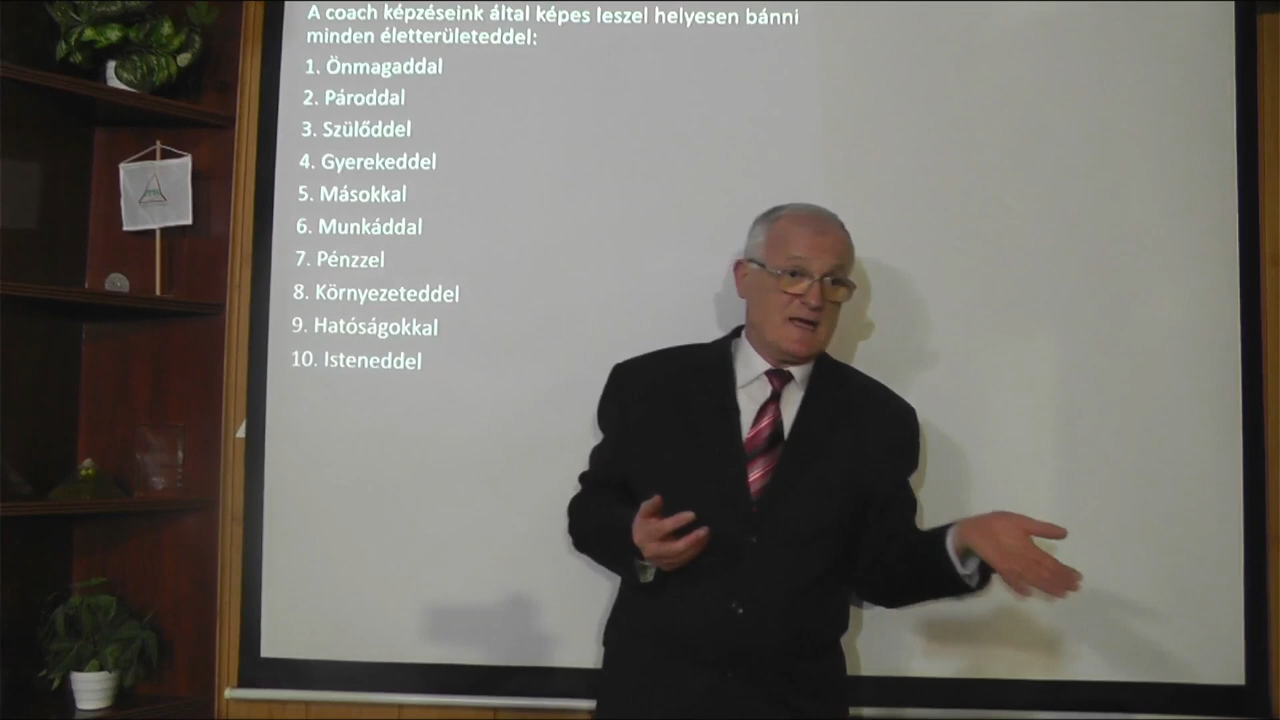 A coach képzéseink által képes leszel helyesen bánni
minden életterületeddel:
1. Önmagaddal
2. Pároddal
3. Szülőddel
4. Gyerekeddel
5. Másokkal
6. Munkáddal
7. Pénzzel
8. Környezeteddel
9. Hatóságokkal
10. Isteneddel